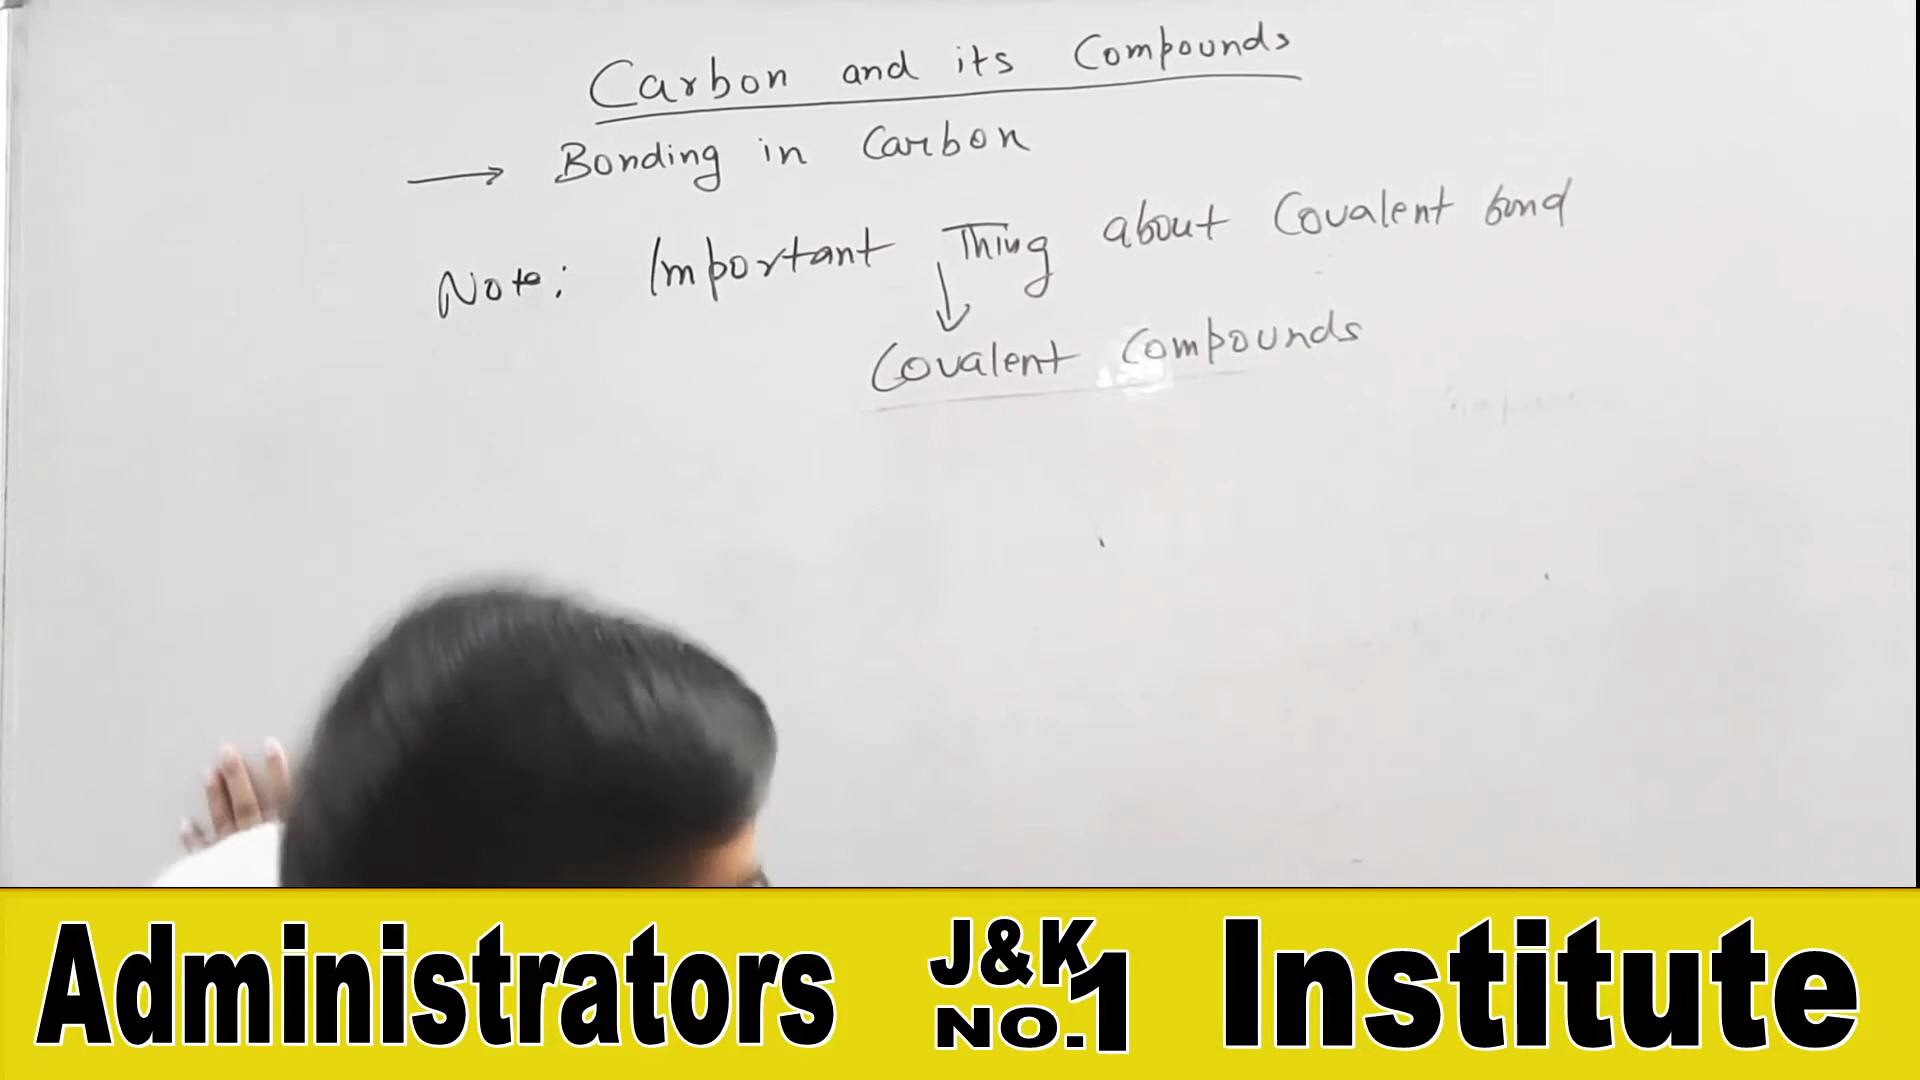 Carbon and its Compounds
→ Bonding in Carbon
Note: Important Thing about Covalent bond
↓
Covalent Compounds
Administrators J&K NO.1 Institute